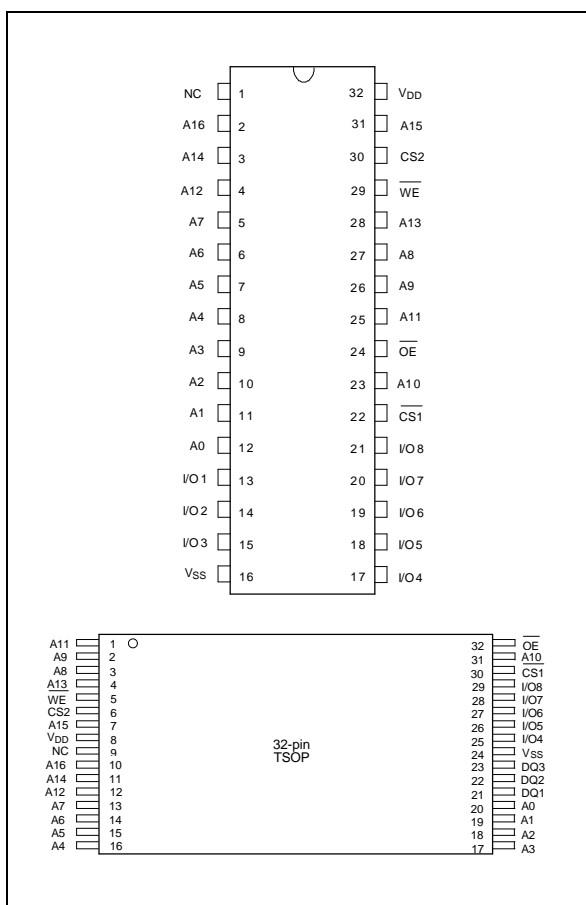 NC 1 32 VDD
A16 2 31 A15
A14 3 30 CS2
A12 4 29 WE
A7 5 28 A13
A6 6 27 A8
A5 7 26 A9
A4 8 25 A11
A3 9 24 OE
A2 10 23 A10
A1 11 22 CS1
A0 12 21 I/O8
I/O1 13 20 I/O7
I/O2 14 19 I/O6
I/O3 15 18 I/O5
VSS 16 17 I/O4
A11 1 32 OE
A9 2 31 A10
A8 3 30 CS1
A13 4 29 I/O8
WE 5 28 I/O7
CS2 6 27 I/O6
A15 7 26 I/O5
VDD 8 25 I/O4
NC 9 32-pin 24 VSS
A16 10 TSOP 23 DQ3
A14 11 22 DQ2
A12 12 21 DQ1
A7 13 20 A0
A6 14 19 A1
A5 15 18 A2
A4 16 17 A3